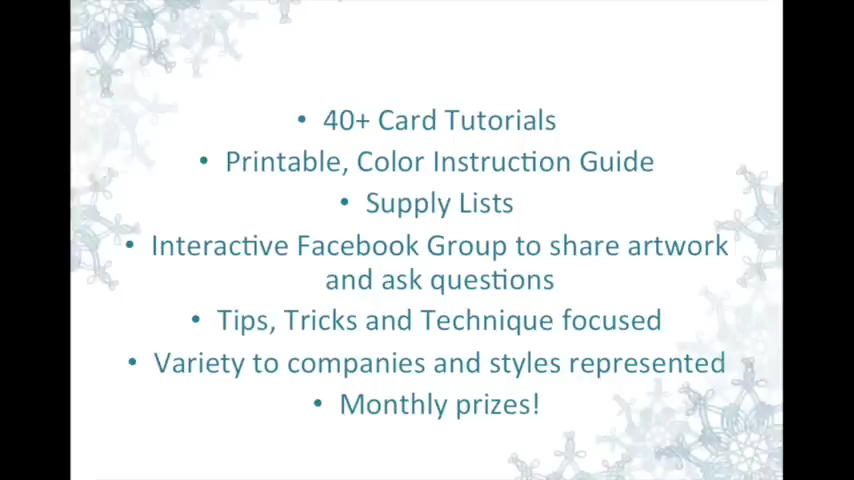 • 40+ Card Tutorials
• Printable, Color Instruction Guide
• Supply Lists
• Interactive Facebook Group to share artwork
and ask questions
• Tips, Tricks and Technique focused
• Variety to companies and styles represented
• Monthly prizes!